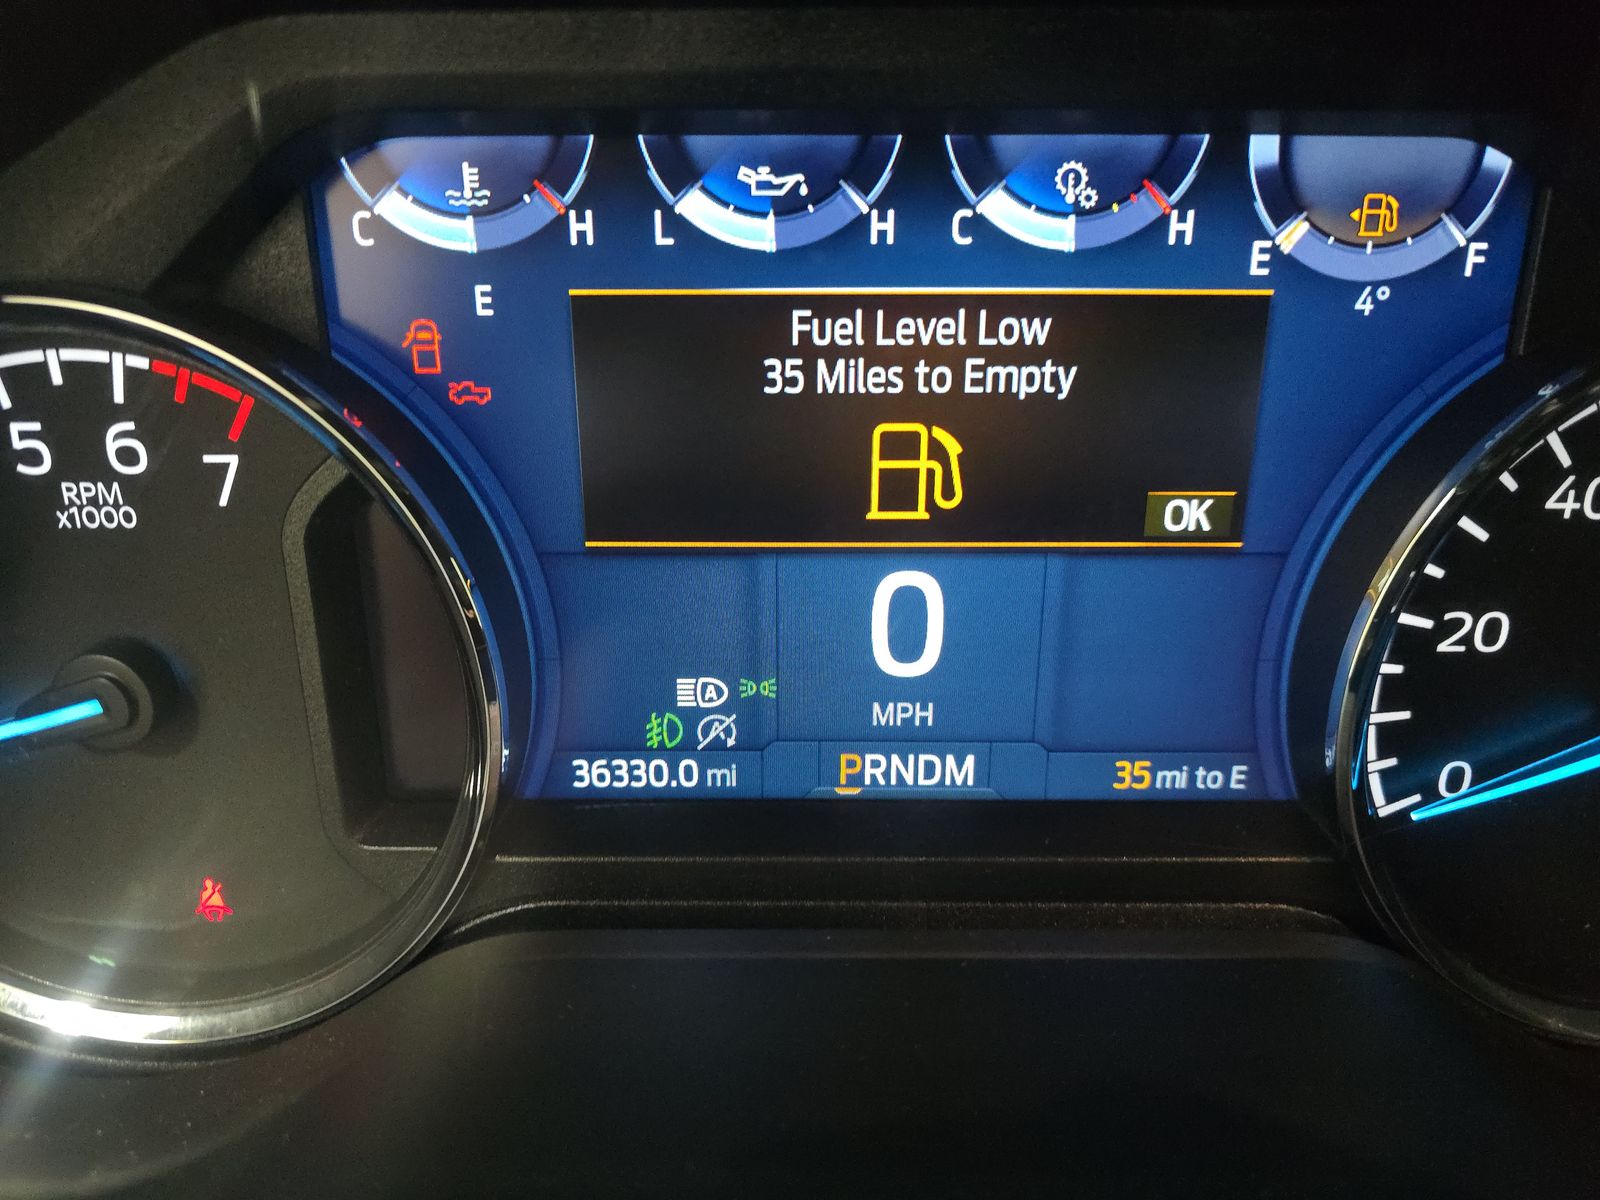 C H
L H
C H
E F
E
4°
Fuel Level Low
35 Miles to Empty
OK
5 6 7
RPM
x1000
40
20
0
0
MPH
A
A
36330.0 mi
PRNDM
35 mi to E